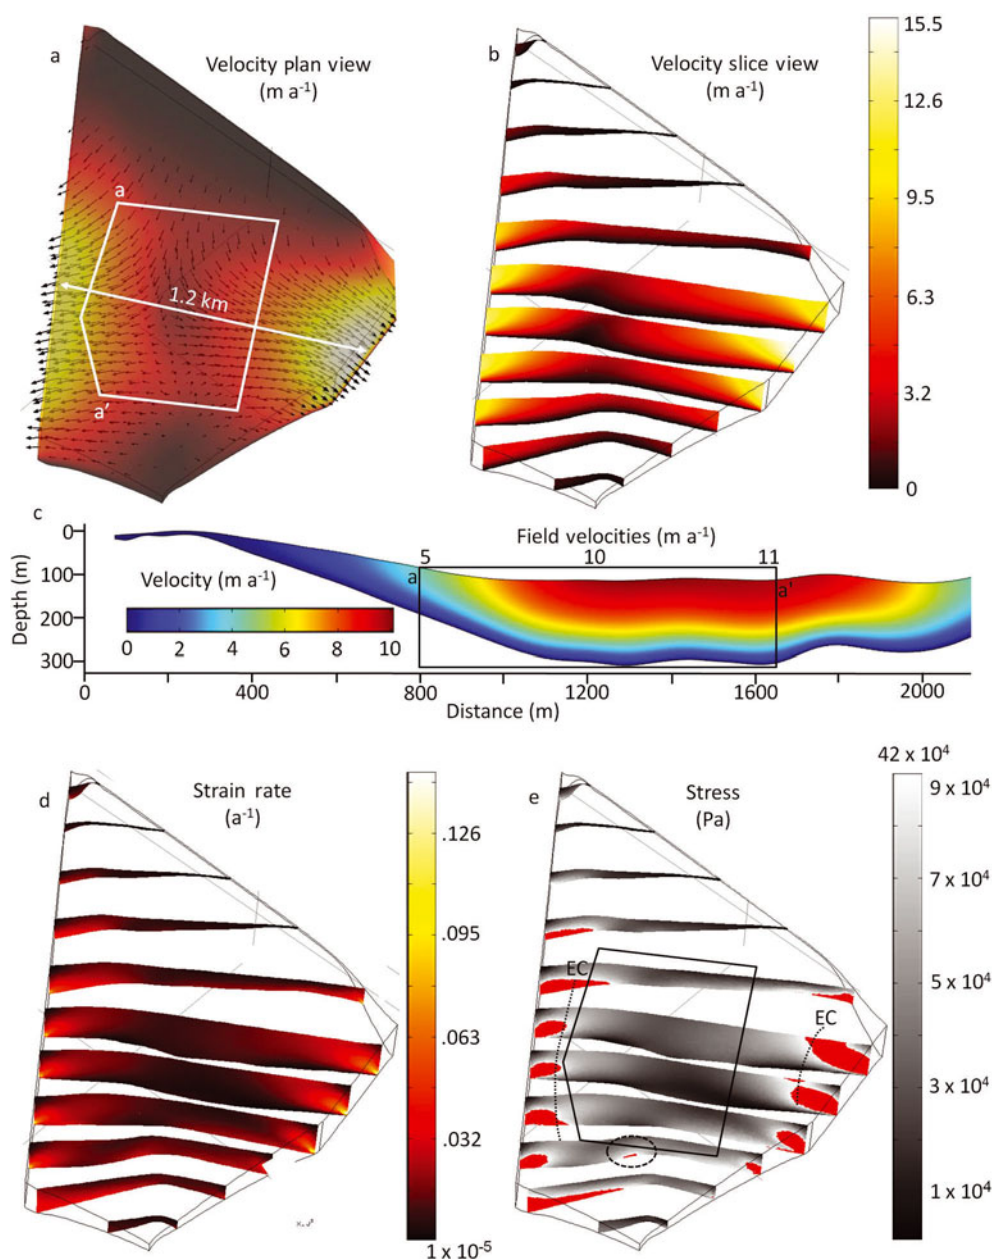 a
Velocity plan view
(m a⁻¹)
a
1.2 km
a'
b
Velocity slice view
(m a⁻¹)
15.5
12.6
9.5
6.3
3.2
0
c
Field velocities (m a⁻¹)
5 10 11
a a'
Velocity (m a⁻¹)
0 2 4 6 8 10
Depth (m)
0
100
200
300
0 400 800 1200 1600 2000
Distance (m)
d
Strain rate
(a⁻¹)
.126
.095
.063
.032
1 x 10⁻⁵
e
Stress
(Pa)
EC
EC
42 x 10⁴
9 x 10⁴
7 x 10⁴
5 x 10⁴
3 x 10⁴
1 x 10⁴